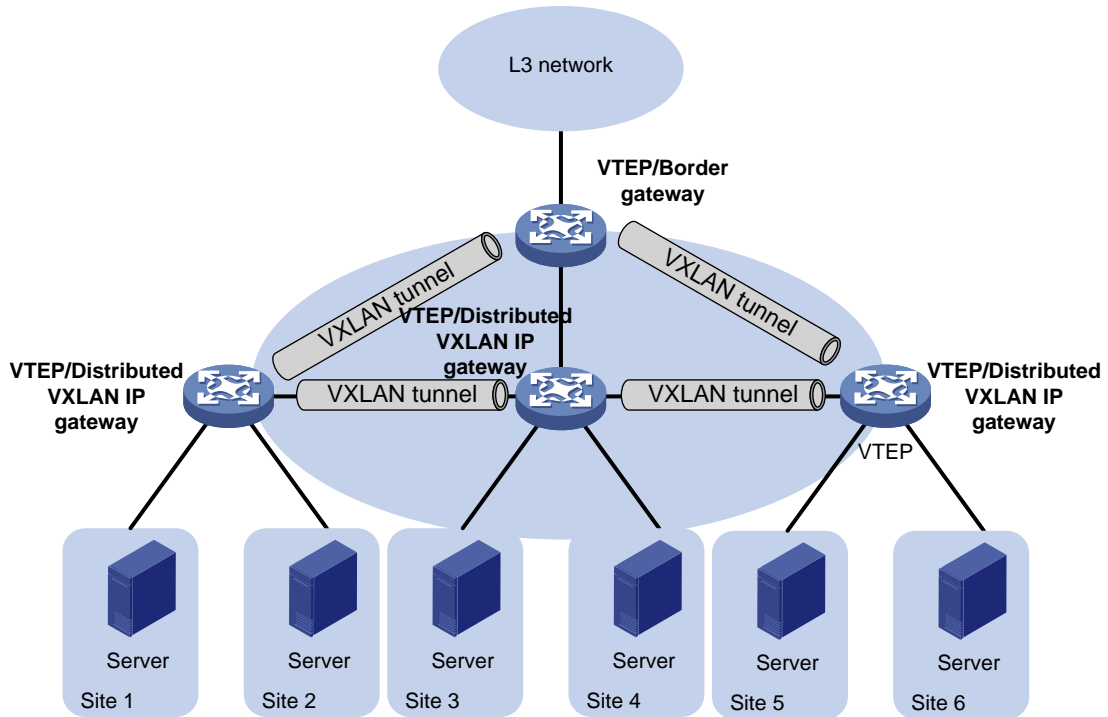 L3 network
VTEP/Border
gateway
VXLAN tunnel
VXLAN tunnel
VTEP/Distributed
VXLAN IP
gateway
VTEP/Distributed
VXLAN IP
gateway
VXLAN tunnel
VXLAN tunnel
VTEP/Distributed
VXLAN IP
gateway
VTEP
Server
Site 1
Server
Site 2
Server
Site 3
Server
Site 4
Server
Site 5
Server
Site 6